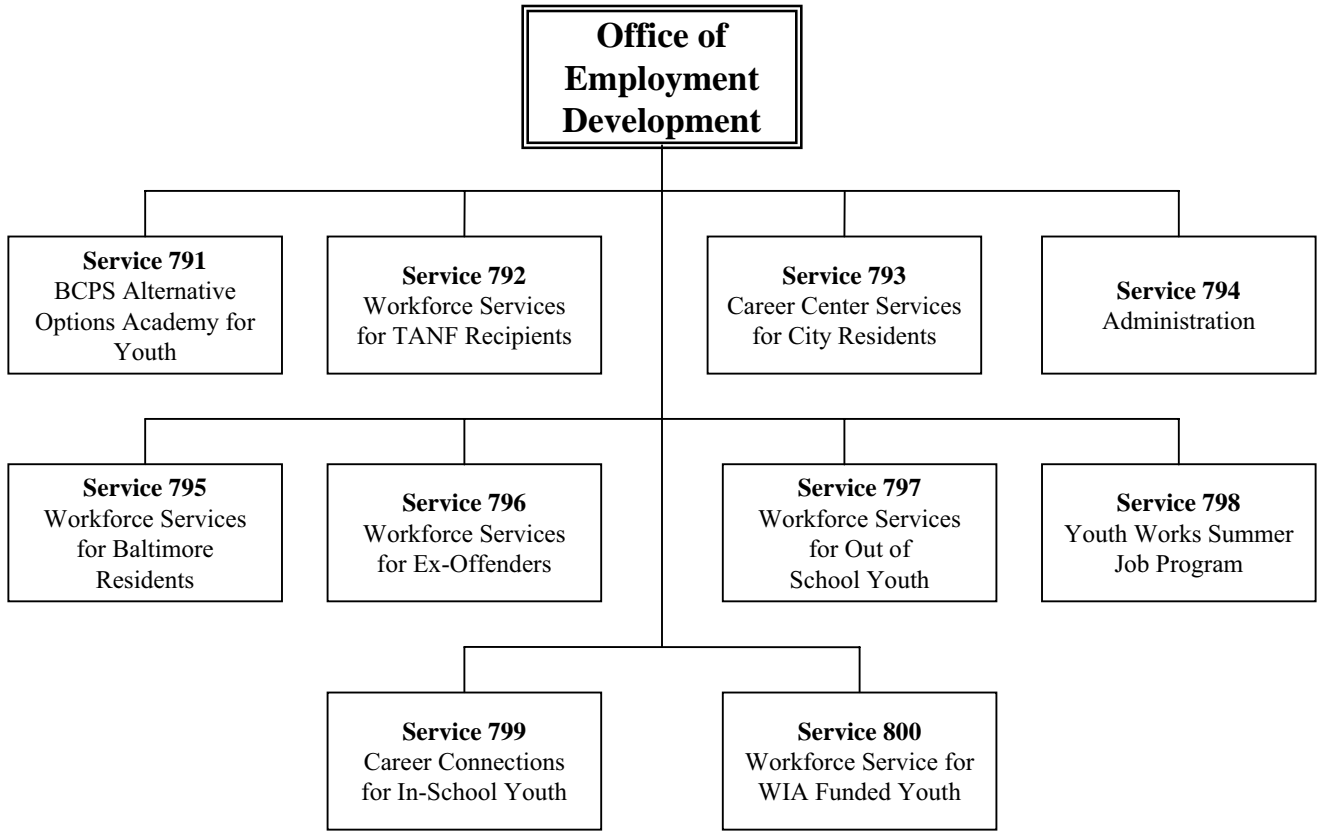 Office of
Employment
Development
Service 791
BCPS Alternative
Options Academy for
Youth
Service 792
Workforce Services
for TANF Recipients
Service 793
Career Center Services
for City Residents
Service 794
Administration
Service 795
Workforce Services
for Baltimore
Residents
Service 796
Workforce Services
for Ex-Offenders
Service 797
Workforce Services
for Out of
School Youth
Service 798
Youth Works Summer
Job Program
Service 799
Career Connections
for In-School Youth
Service 800
Workforce Service for
WIA Funded Youth